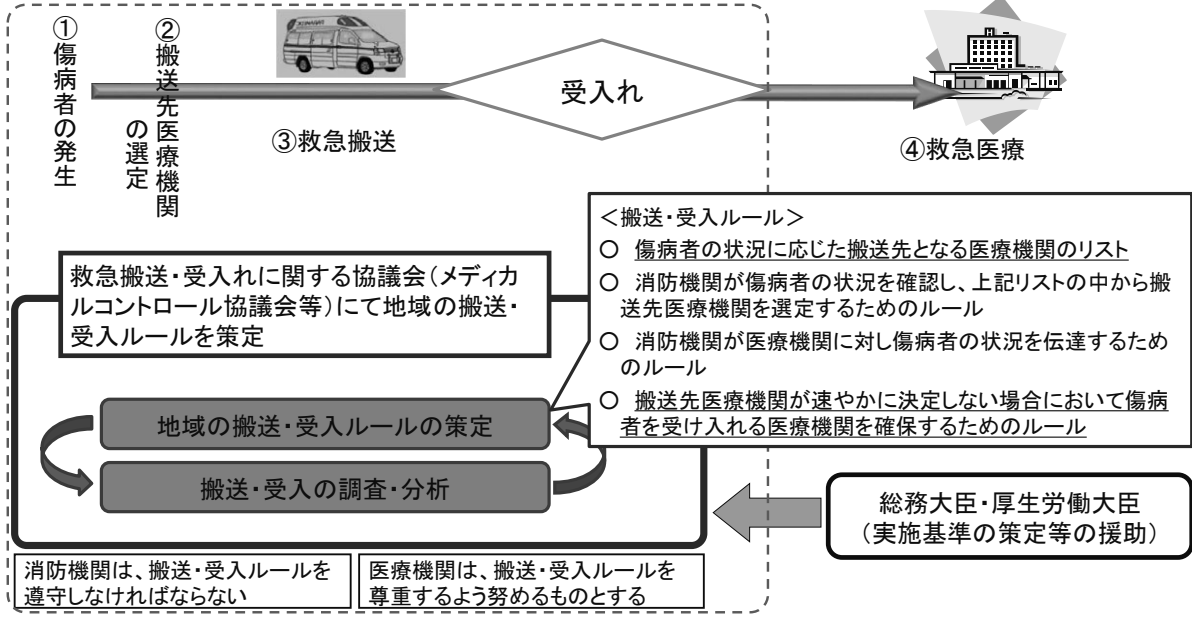 ①傷病者の発生
②搬送先医療機関
の選定
③救急搬送
受入れ
④救急医療
救急搬送・受入れに関する協議会(メディカ
ルコントロール協議会等)にて地域の搬送・
受入ルールを策定
<搬送・受入ルール>
○ 傷病者の状況に応じた搬送先となる医療機関のリスト
○ 消防機関が傷病者の状況を確認し、上記リストの中から搬
送先医療機関を選定するためのルール
○ 消防機関が医療機関に対し傷病者の状況を伝達するため
のルール
○ 搬送先医療機関が速やかに決定しない場合において傷病
者を受け入れる医療機関を確保するためのルール
地域の搬送・受入ルールの策定
搬送・受入の調査・分析
総務大臣・厚生労働大臣
(実施基準の策定等の援助)
消防機関は、搬送・受入ルールを
遵守しなければならない
医療機関は、搬送・受入ルールを
尊重するよう努めるものとする